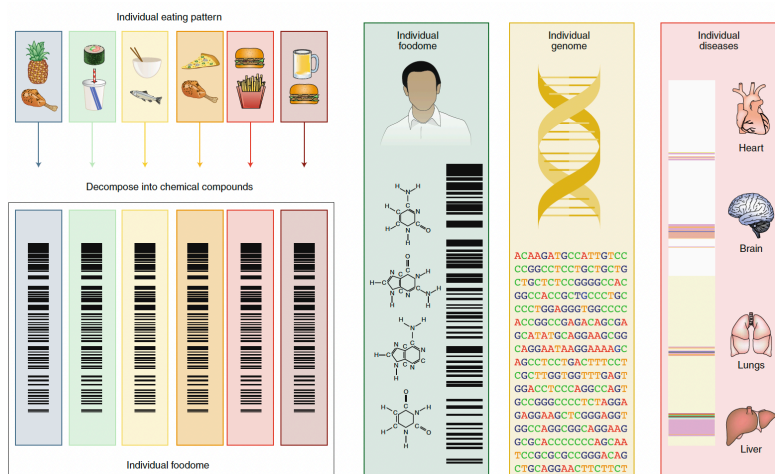 Individual eating pattern
Decompose into chemical compounds
Individual foodome
Individual
foodome
H H
N
H C C N
C C
H N O
H
O
C
N C N H
H C
N C N C N H
H H
H H
N
N C C N
H C
N C N C
H
O
C
H C N H
H C N C O
H
Individual
genome
ACAAGATGCCATTGTCC
CCGGCCTCCTGCTGCTG
CTGCTCTCCGGGGCCAC
GGCCACCGCTGCCCTGC
CCCTGGAGGGTGGCCCC
ACCGGCCGAGACAGCGA
GCATATGCAGGAAGCGG
CAGGAATAAGGAAAAGC
AGCCTCCTGACTTTCCT
CGCTTGGTGGTTTGAGT
GGACCTCCCAGGCCAGT
GCCGGGCCCCTCTAGGA
GAGGAAGCTCGGGAGGT
GGCCAGGCGGCAGGAAG
GCGCACCCCCCCAGCAA
TCCGCGCGCCGGGACAG
CTGCAGGAACTTCTTCT
Individual
diseases
Heart
Brain
Lungs
Liver